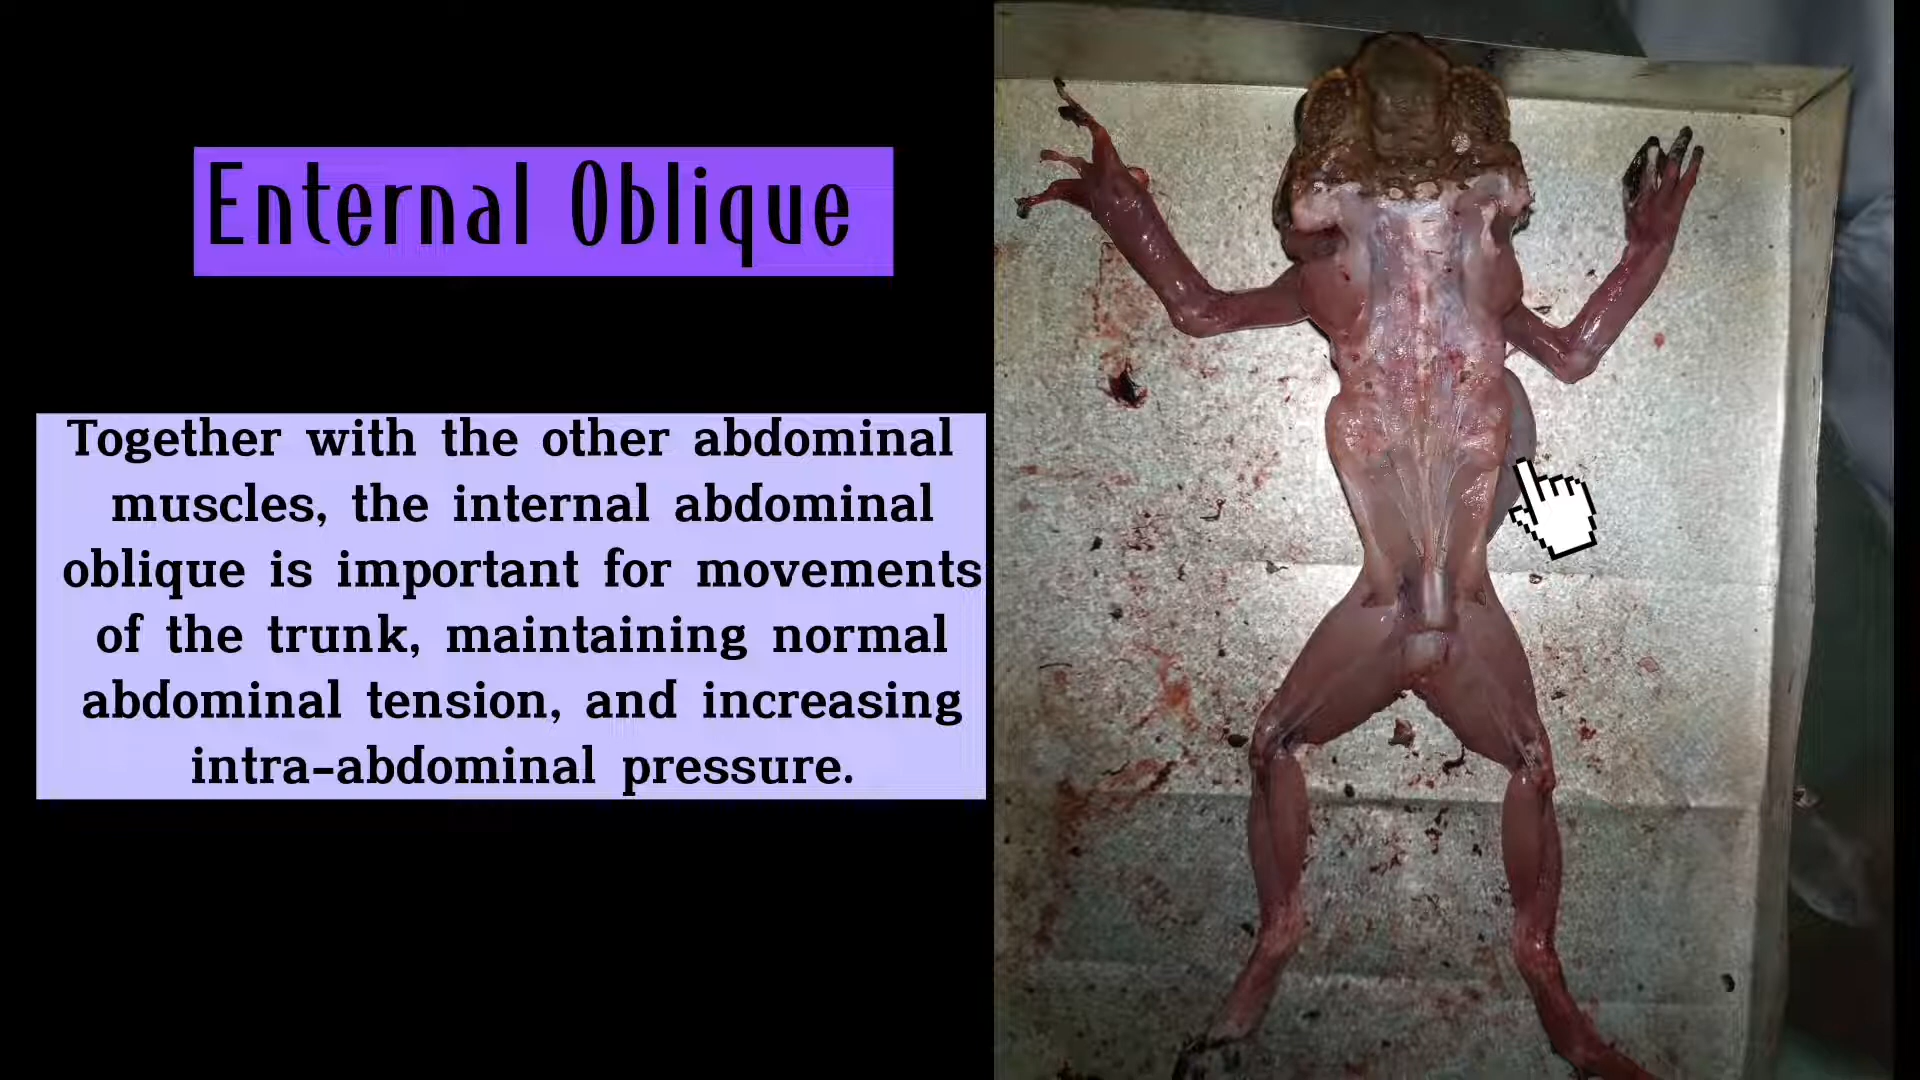 Enternal Oblique
Together with the other abdominal
muscles, the internal abdominal
oblique is important for movements
of the trunk, maintaining normal
abdominal tension, and increasing
intra-abdominal pressure.